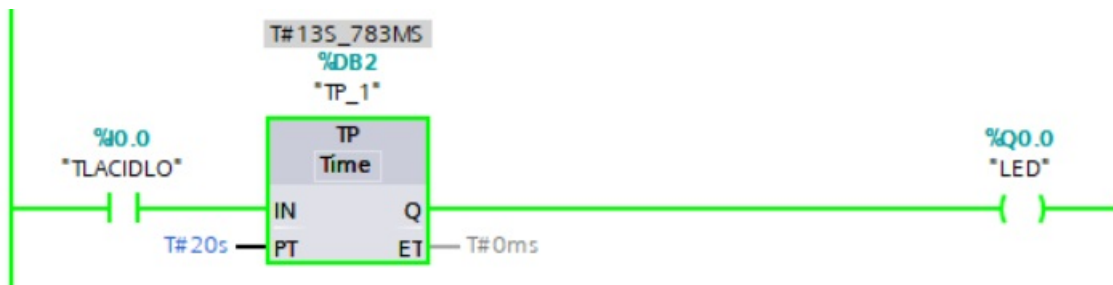 T#13S_783MS
%DB2
"TP_1"
%I0.0
"TLACIDLO"
TP
Time
IN
Q
T#20s
PT
ET
T#0ms
%Q0.0
"LED"